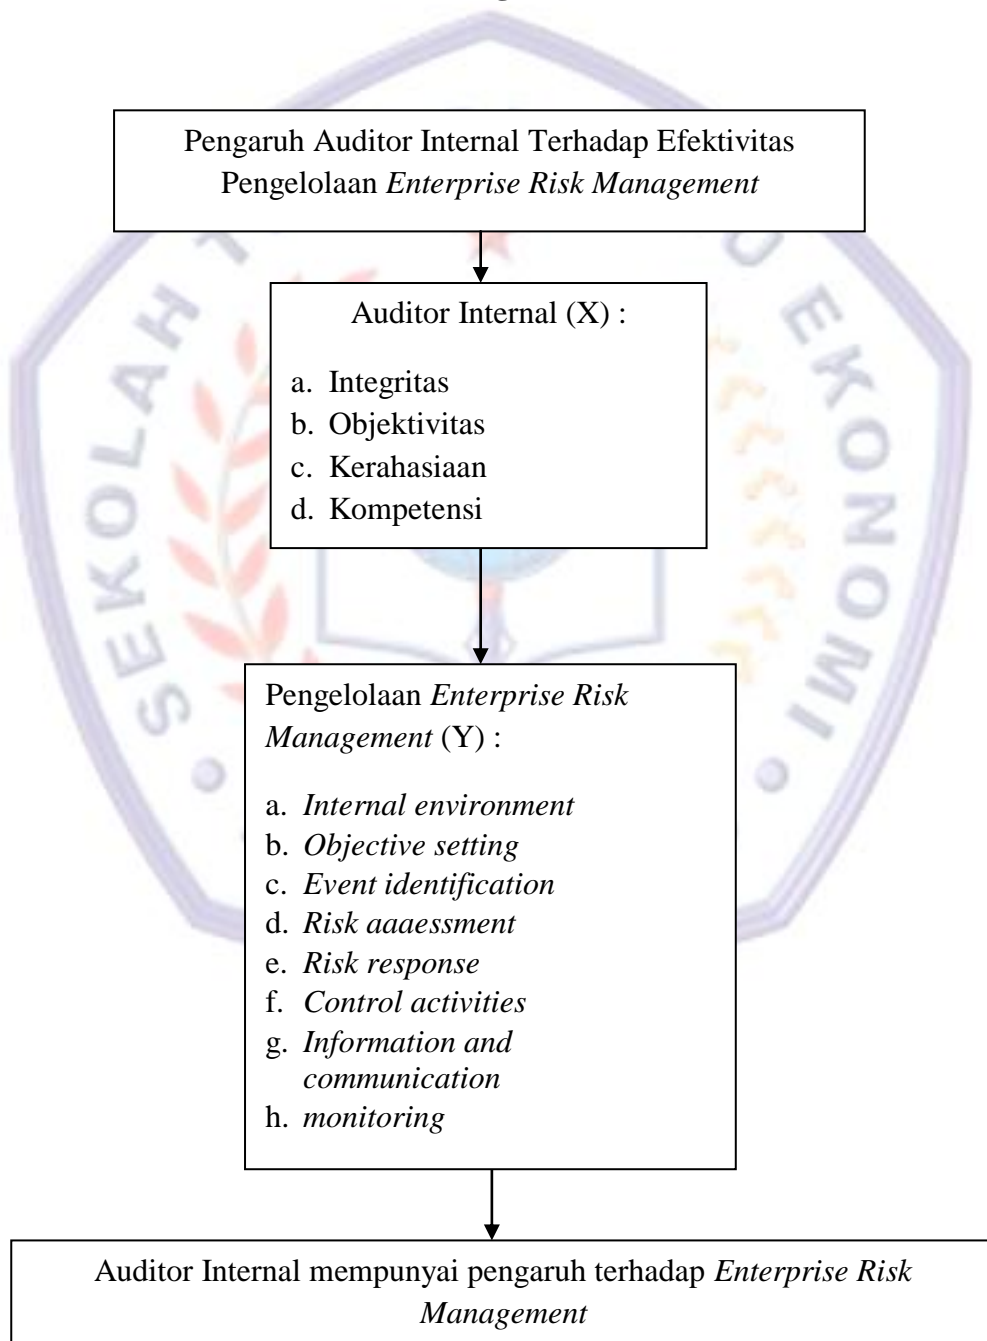 Pengaruh Auditor Internal Terhadap Efektivitas
Pengelolaan Enterprise Risk Management
Auditor Internal (X) :
a. Integritas
b. Objektivitas
c. Kerahasiaan
d. Kompetensi
Pengelolaan Enterprise Risk
Management (Y) :
a. Internal environment
b. Objective setting
c. Event identification
d. Risk aaaessment
e. Risk response
f. Control activities
g. Information and
communication
h. monitoring
Auditor Internal mempunyai pengaruh terhadap Enterprise Risk
Management
SEKOLAH
EKONOMI